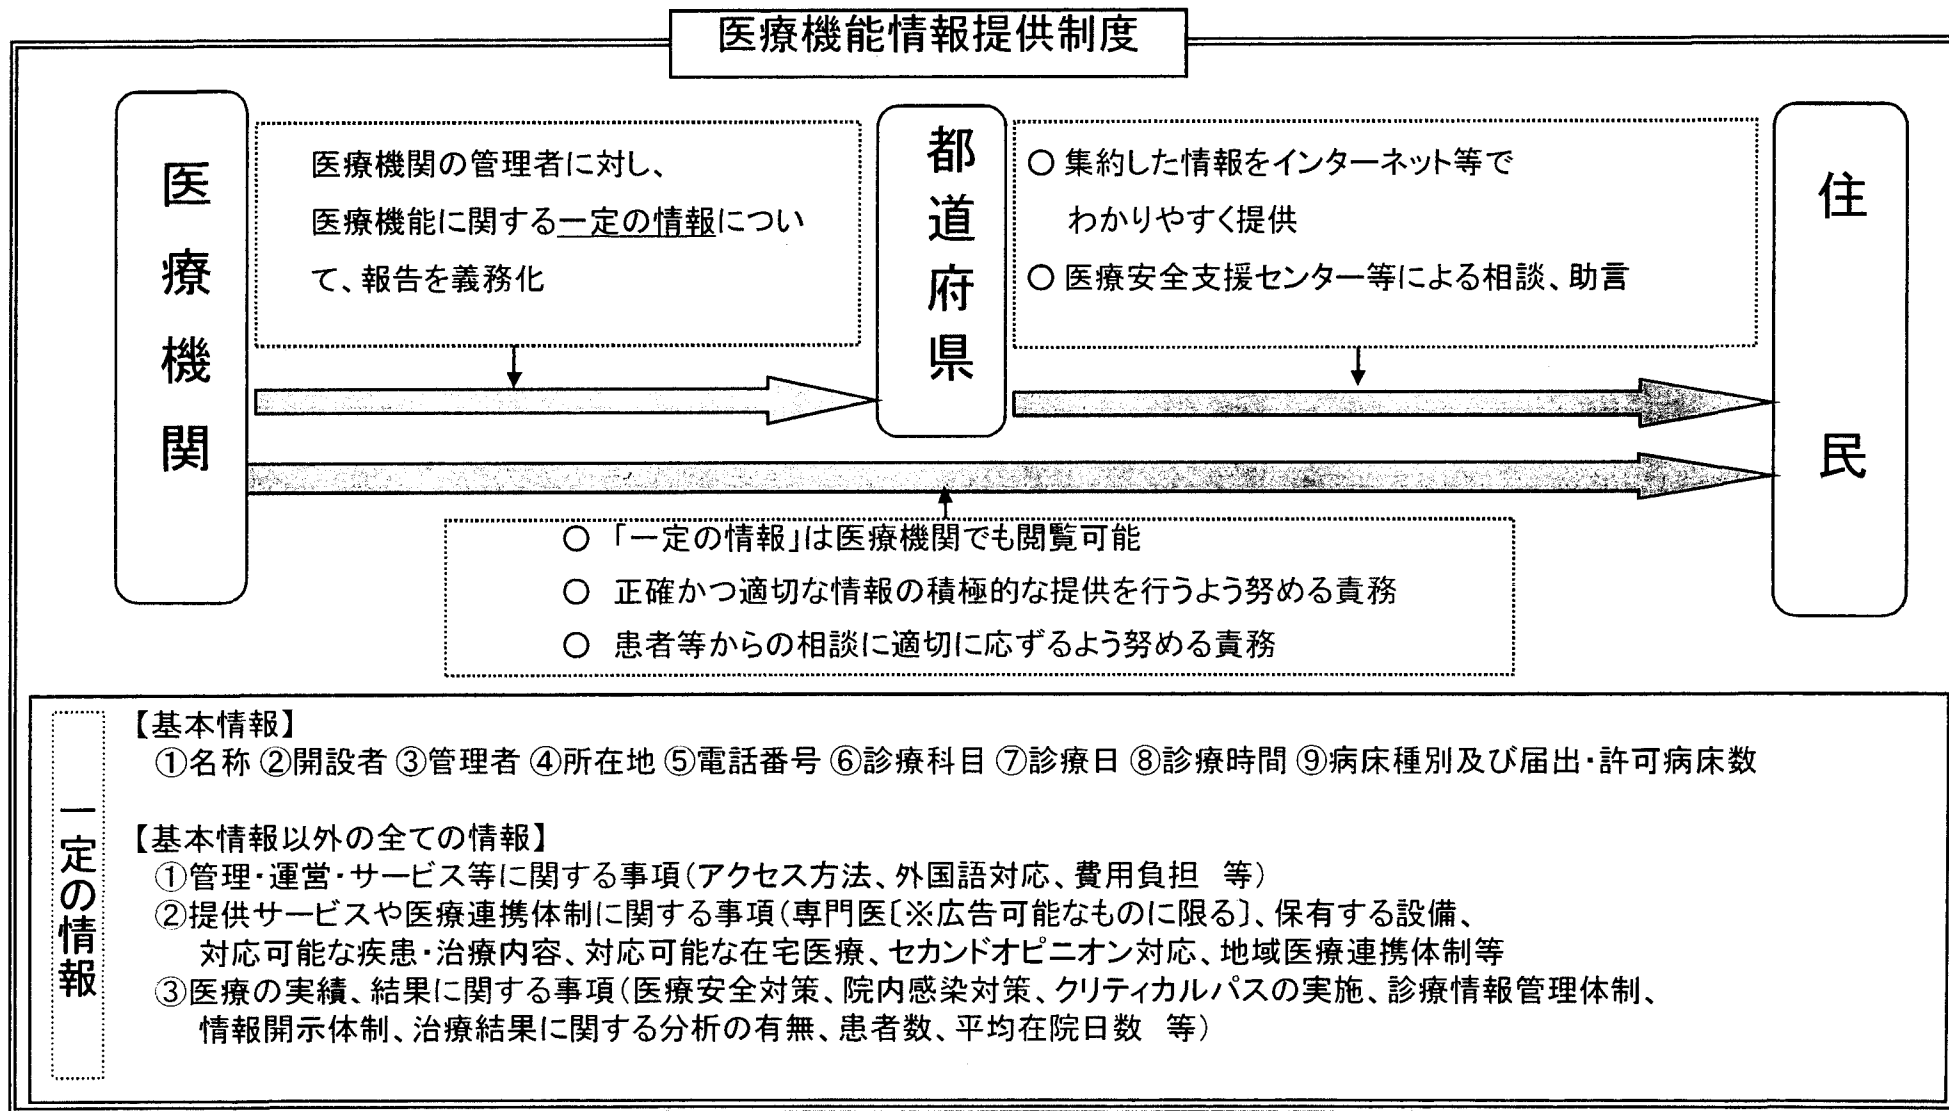 医療機能情報提供制度
医療機関
医療機関の管理者に対し、
医療機能に関する一定の情報につい
て、報告を義務化
都道府県
○ 集約した情報をインターネット等で
わかりやすく提供
○ 医療安全支援センター等による相談、助言
住民
○ 「一定の情報」は医療機関でも閲覧可能
○ 正確かつ適切な情報の積極的な提供を行うよう努める責務
○ 患者等からの相談に適切に応ずるよう努める責務
一定の情報
【基本情報】
①名称 ②開設者 ③管理者 ④所在地 ⑤電話番号 ⑥診療科目 ⑦診療日 ⑧診療時間 ⑨病床種別及び届出・許可病床数
【基本情報以外の全ての情報】
①管理・運営・サービス等に関する事項(アクセス方法、外国語対応、費用負担 等)
②提供サービスや医療連携体制に関する事項(専門医〔※広告可能なものに限る〕、保有する設備、
対応可能な疾患・治療内容、対応可能な在宅医療、セカンドオピニオン対応、地域医療連携体制等
③医療の実績、結果に関する事項(医療安全対策、院内感染対策、クリティカルパスの実施、診療情報管理体制、
情報開示体制、治療結果に関する分析の有無、患者数、平均在院日数 等)